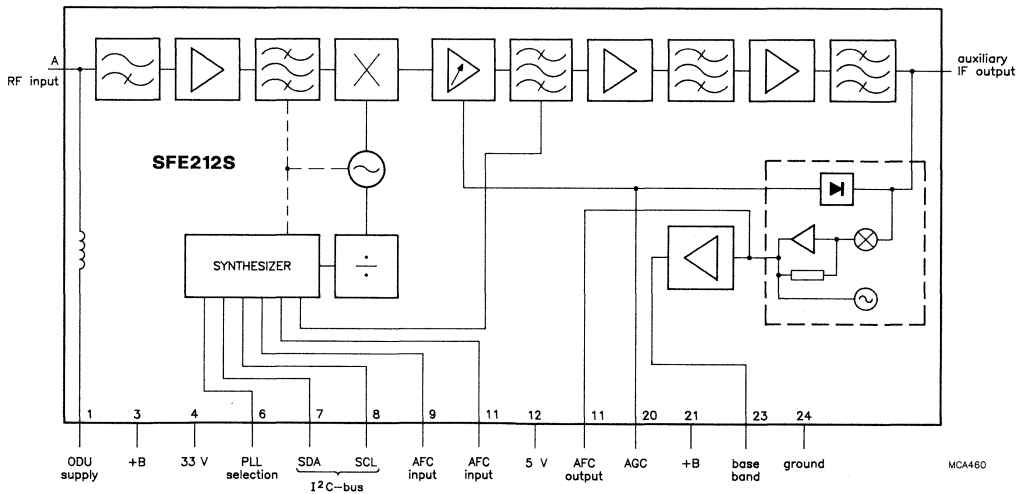 A
RF input
auxiliary
IF output
SFE212S
SYNTHESIZER
1 3 4 6 7 8 9 11 12 11 20 21 23 24
ODU
supply
+B
33 V
PLL
selection
SDA
SCL
I²C-bus
AFC
input
AFC
input
5 V
AFC
output
AGC
+B
base
band
ground
MCA460